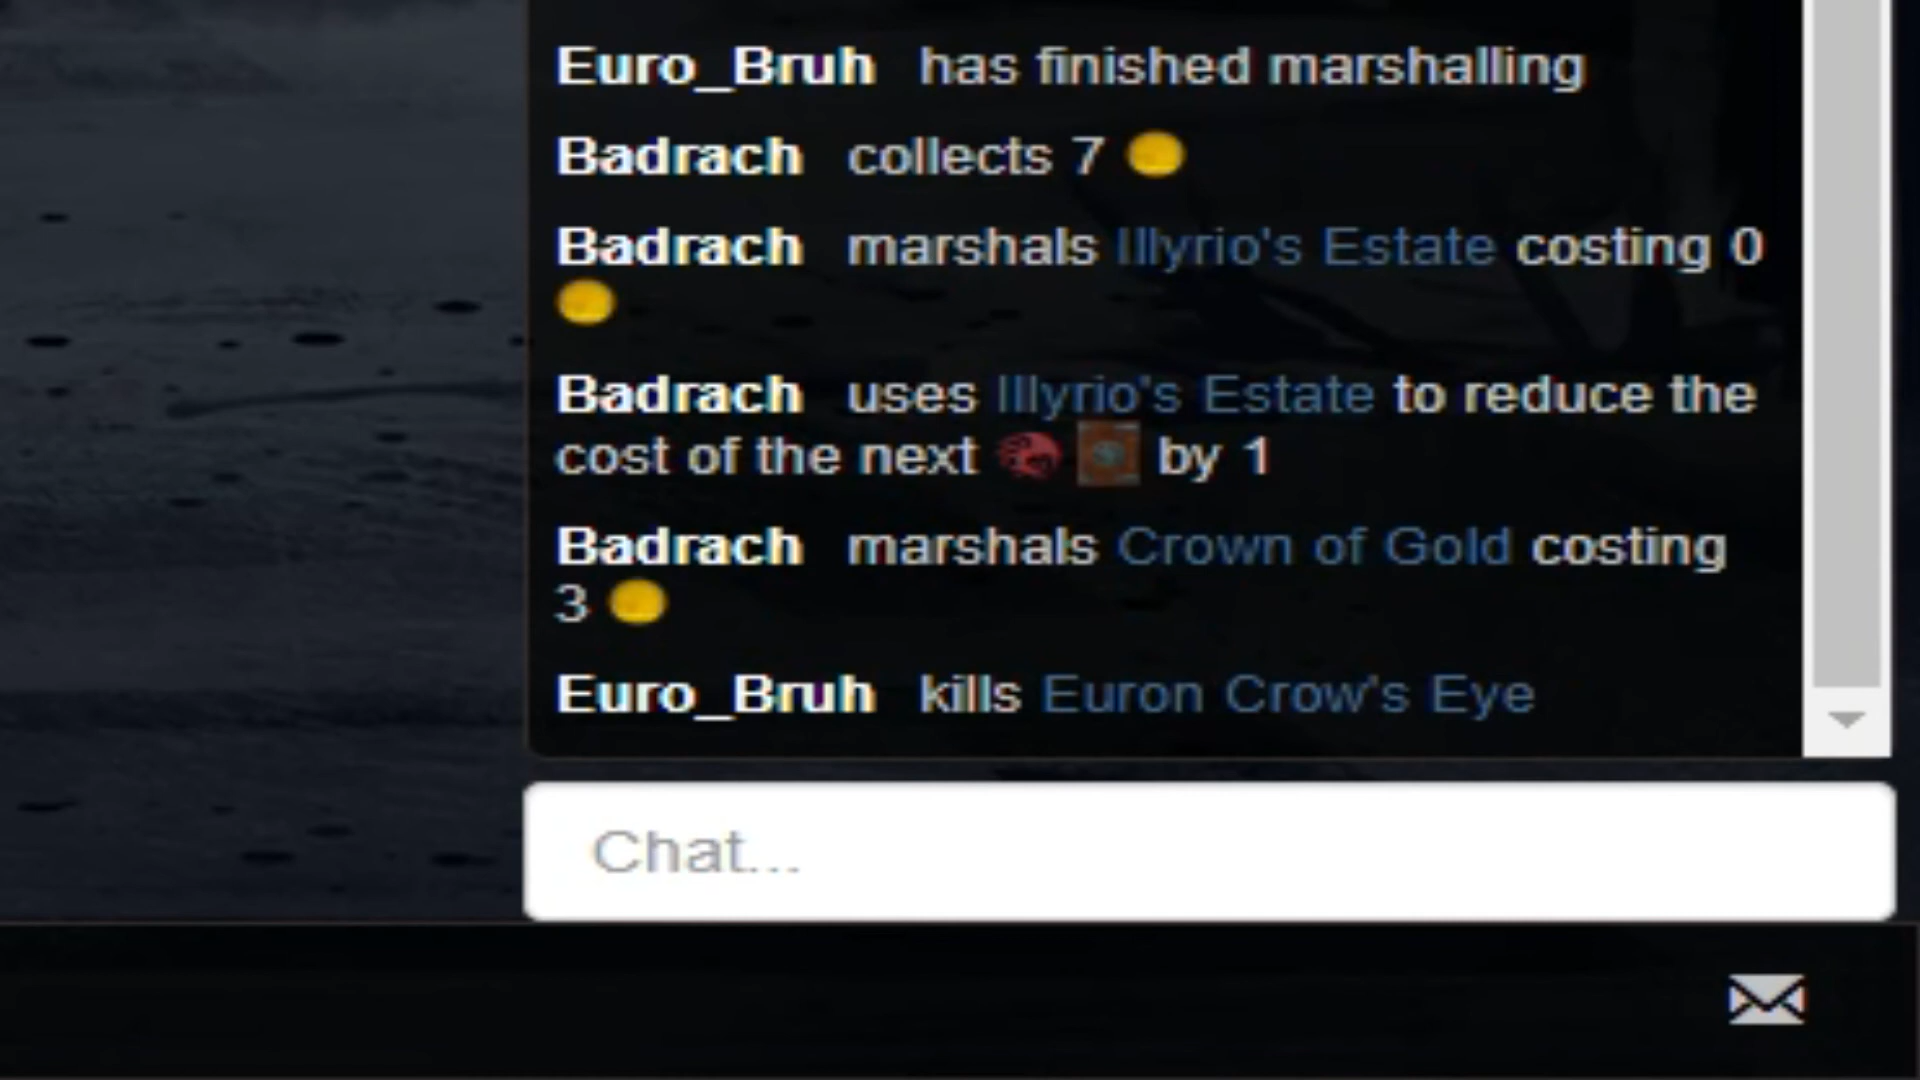 Euro_Bruh has finished marshalling
Badrach collects 7
Badrach marshals Illyrio's Estate costing 0
Badrach uses Illyrio's Estate to reduce the
cost of the next by 1
Badrach marshals Crown of Gold costing
3
Euro_Bruh kills Euron Crow's Eye
Chat...